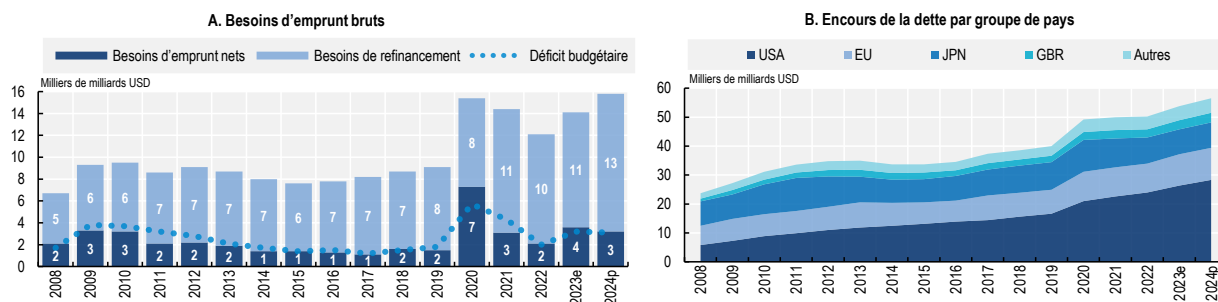 A. Besoins d'emprunt bruts
Besoins d'emprunt nets Besoins de refinancement Déficit budgétaire
Milliers de milliards USD
16
14
12
10
8
6
4
2
0
5 6 6 7 7 7 7 6 7 7 7 8 8 11 10 11 13
2 3 3 2 2 2 1 1 1 1 2 2 7 3 2 4 3
2008 2009 2010 2011 2012 2013 2014 2015 2016 2017 2018 2019 2020 2021 2022 2023e 2024p
B. Encours de la dette par groupe de pays
USA EU JPN GBR Autres
Milliers de milliards USD
60
50
40
30
20
10
0
2008 2009 2010 2011 2012 2013 2014 2015 2016 2017 2018 2019 2020 2021 2022 2023e 2024p